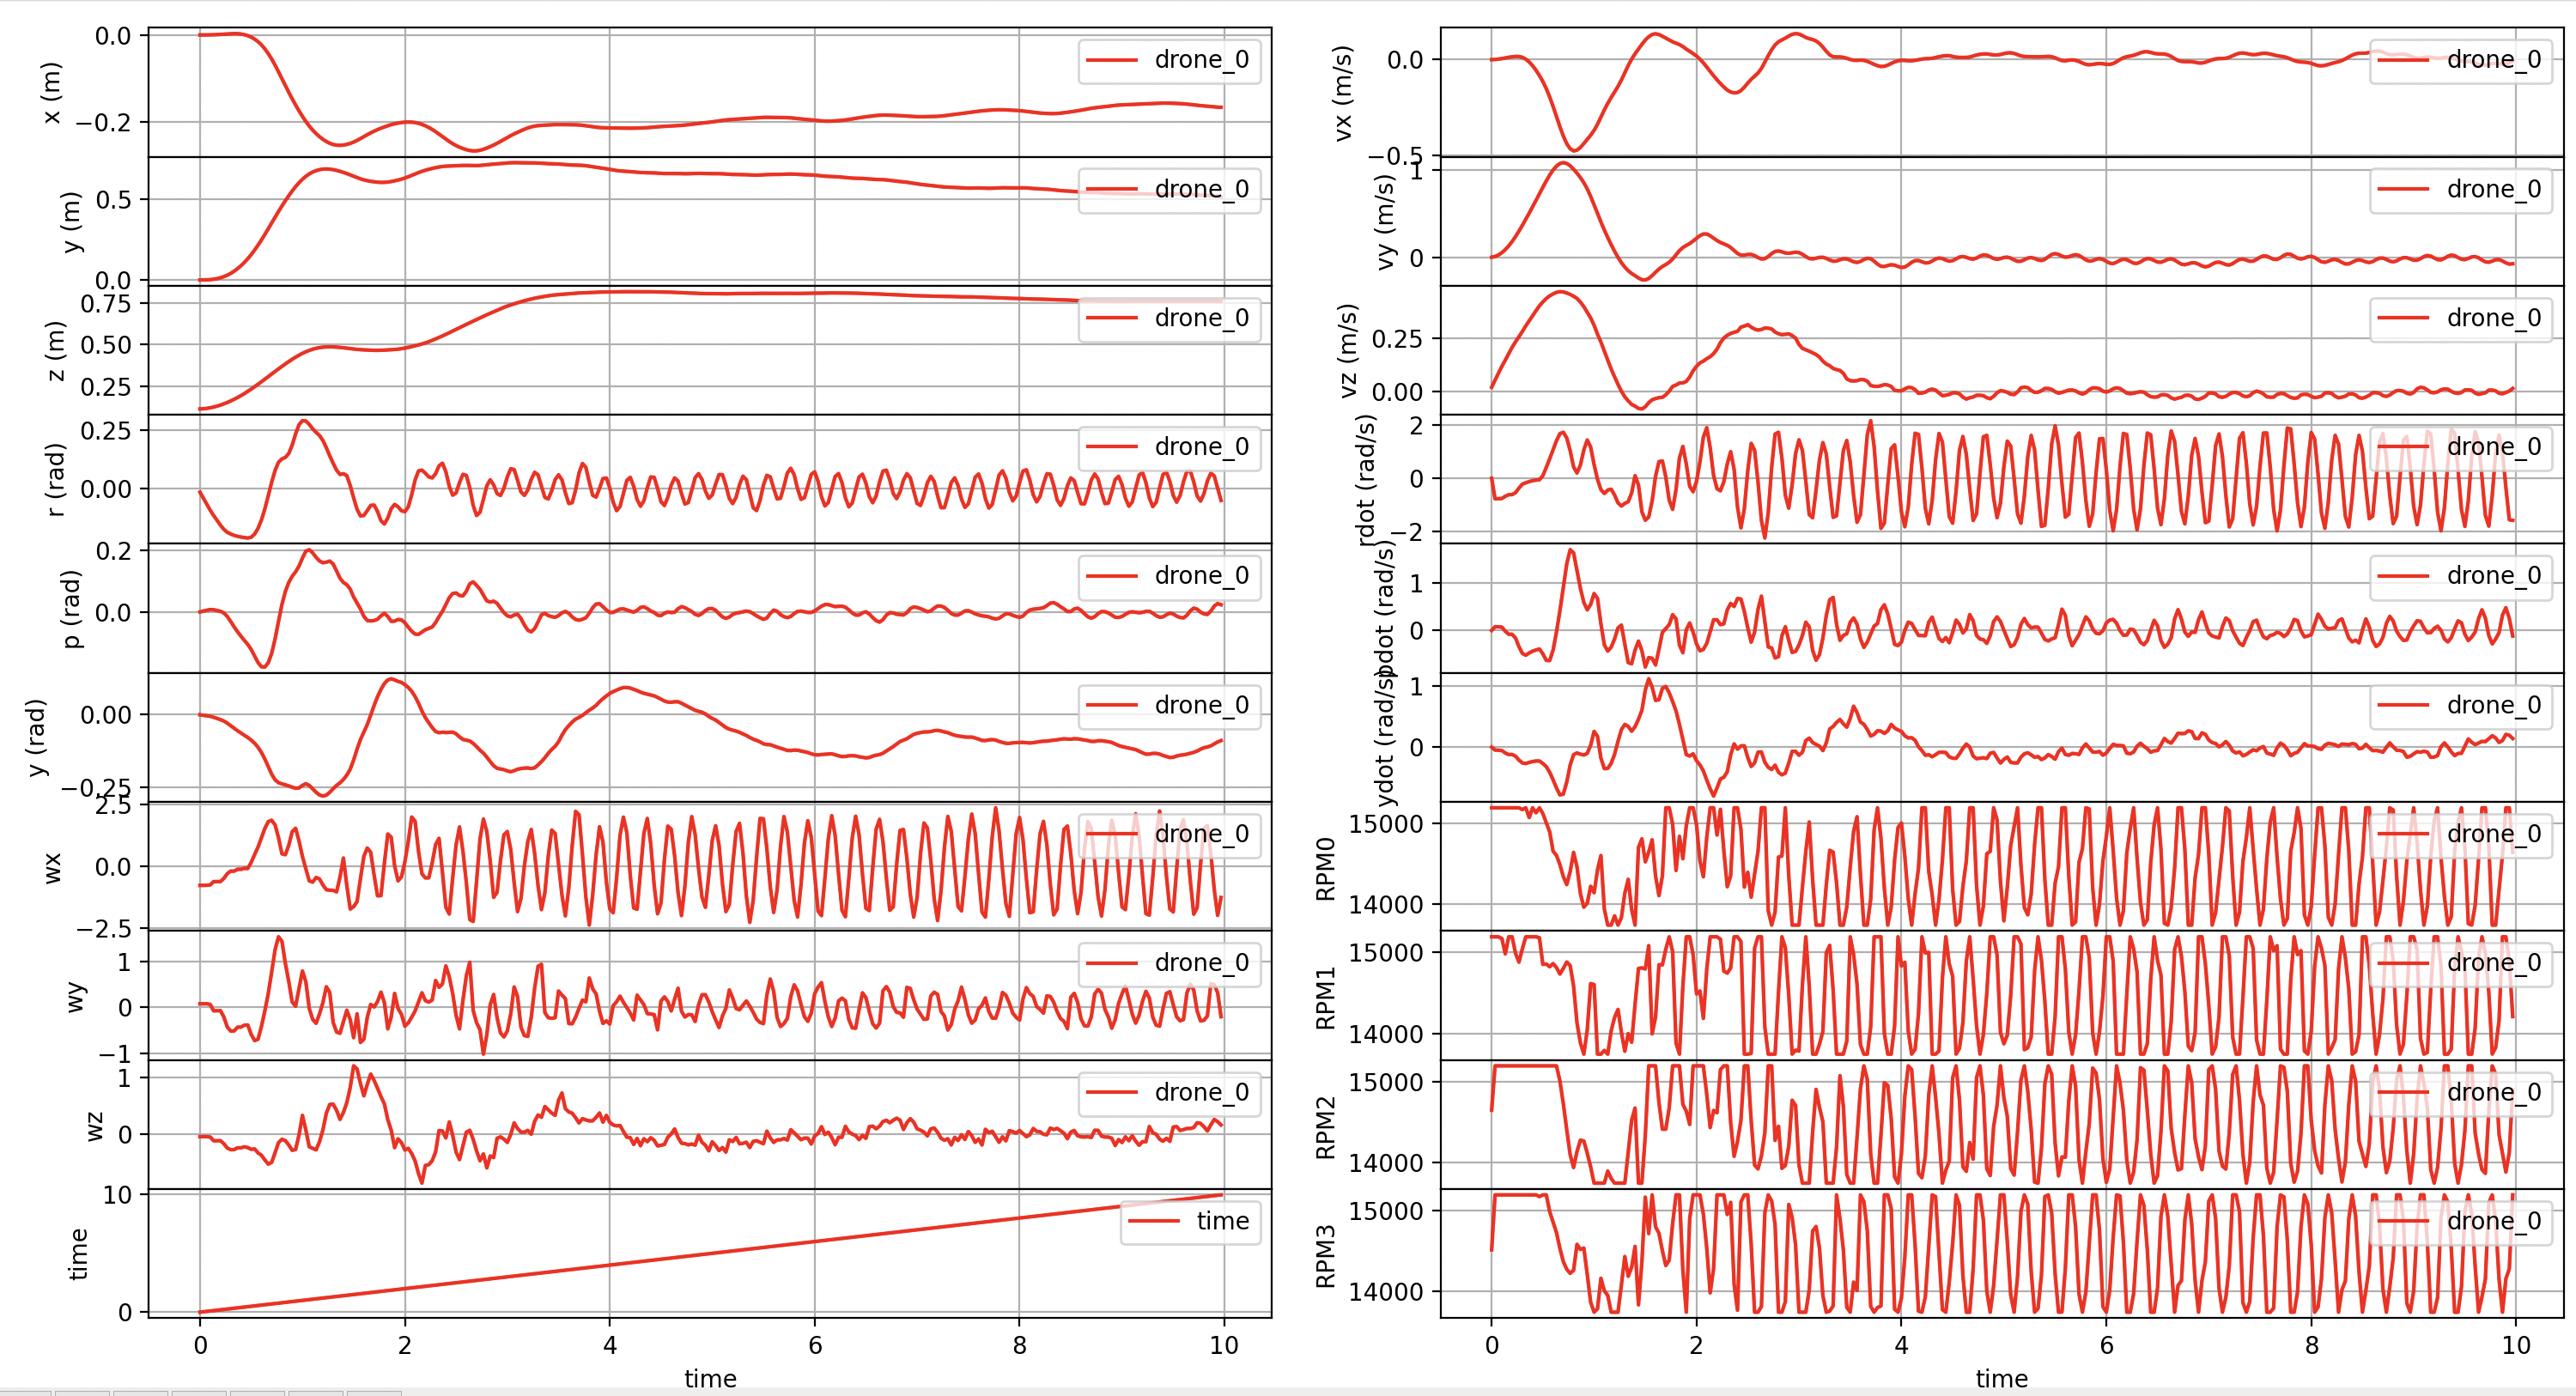 x (m)
0.0
−0.2
drone_0
y (m)
0.5
0.0
drone_0
z (m)
0.75
0.50
0.25
drone_0
r (rad)
0.25
0.00
drone_0
p (rad)
0.2
0.0
drone_0
y (rad)
0.00
−0.25
drone_0
wx
2.5
0.0
−2.5
drone_0
wy
1
0
−1
drone_0
wz
1
0
drone_0
time
10
0
time
0 2 4 6 8 10
time
vx (m/s)
0.0
−0.5
drone_0
vy (m/s)
1
0
drone_0
vz (m/s)
0.25
0.00
drone_0
rdot (rad/s)
2
0
−2
drone_0
pdot (rad/s)
1
0
drone_0
ydot (rad/s)
1
0
drone_0
RPM0
15000
14000
drone_0
RPM1
15000
14000
drone_0
RPM2
15000
14000
drone_0
RPM3
15000
14000
drone_0
0 2 4 6 8 10
time